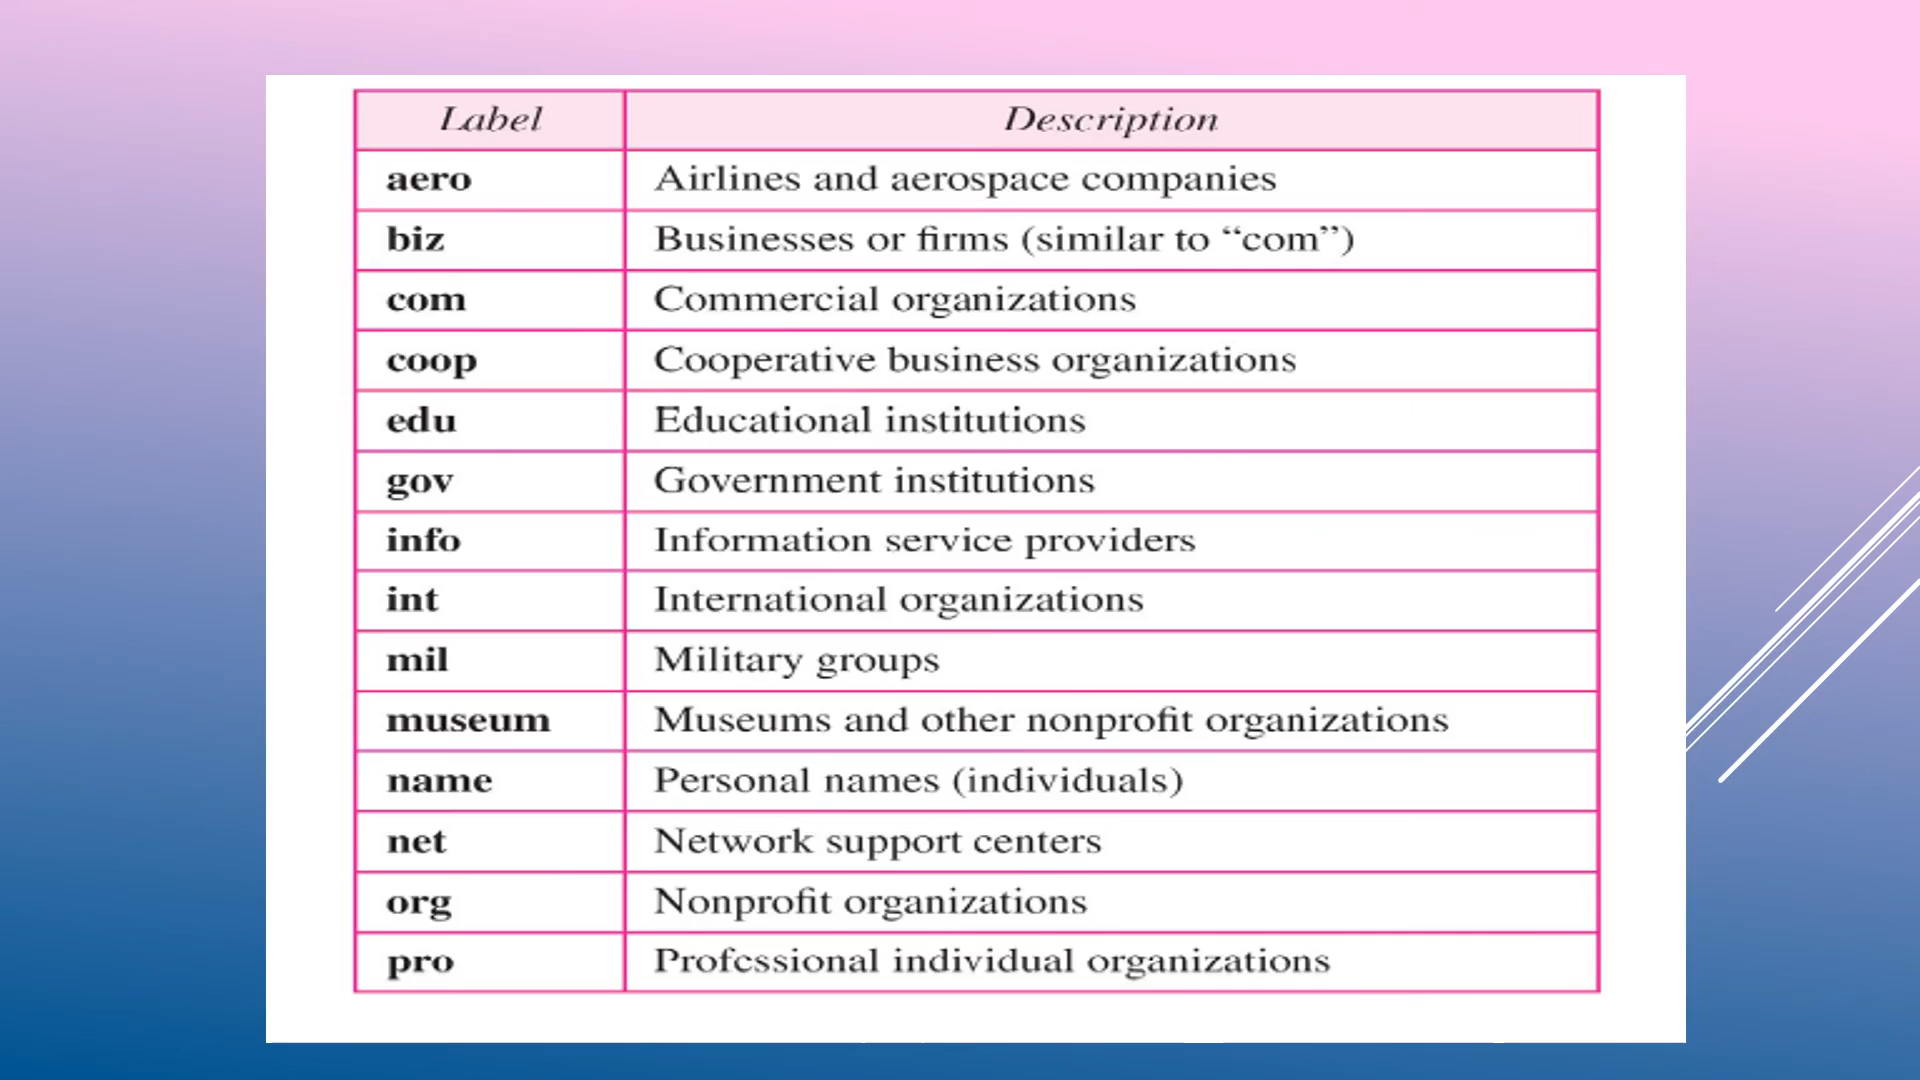 Label Description
aero Airlines and aerospace companies
biz Businesses or firms (similar to “com”)
com Commercial organizations
coop Cooperative business organizations
edu Educational institutions
gov Government institutions
info Information service providers
int International organizations
mil Military groups
museum Museums and other nonprofit organizations
name Personal names (individuals)
net Network support centers
org Nonprofit organizations
pro Professional individual organizations